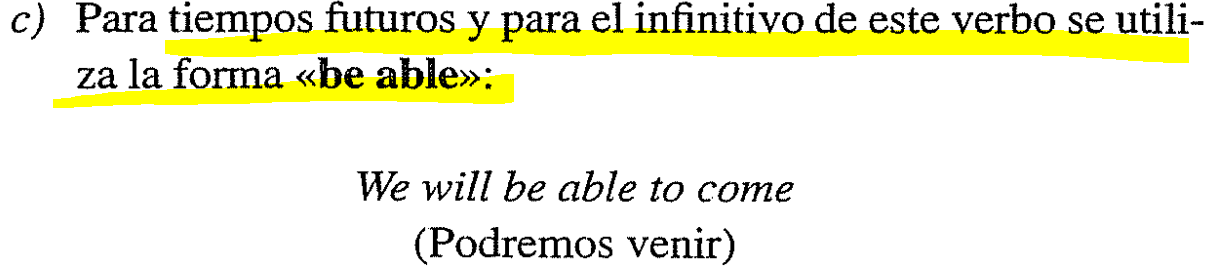 c) Para tiempos futuros y para el infinitivo de este verbo se utili-
za la forma «be able»:
We will be able to come
(Podremos venir)